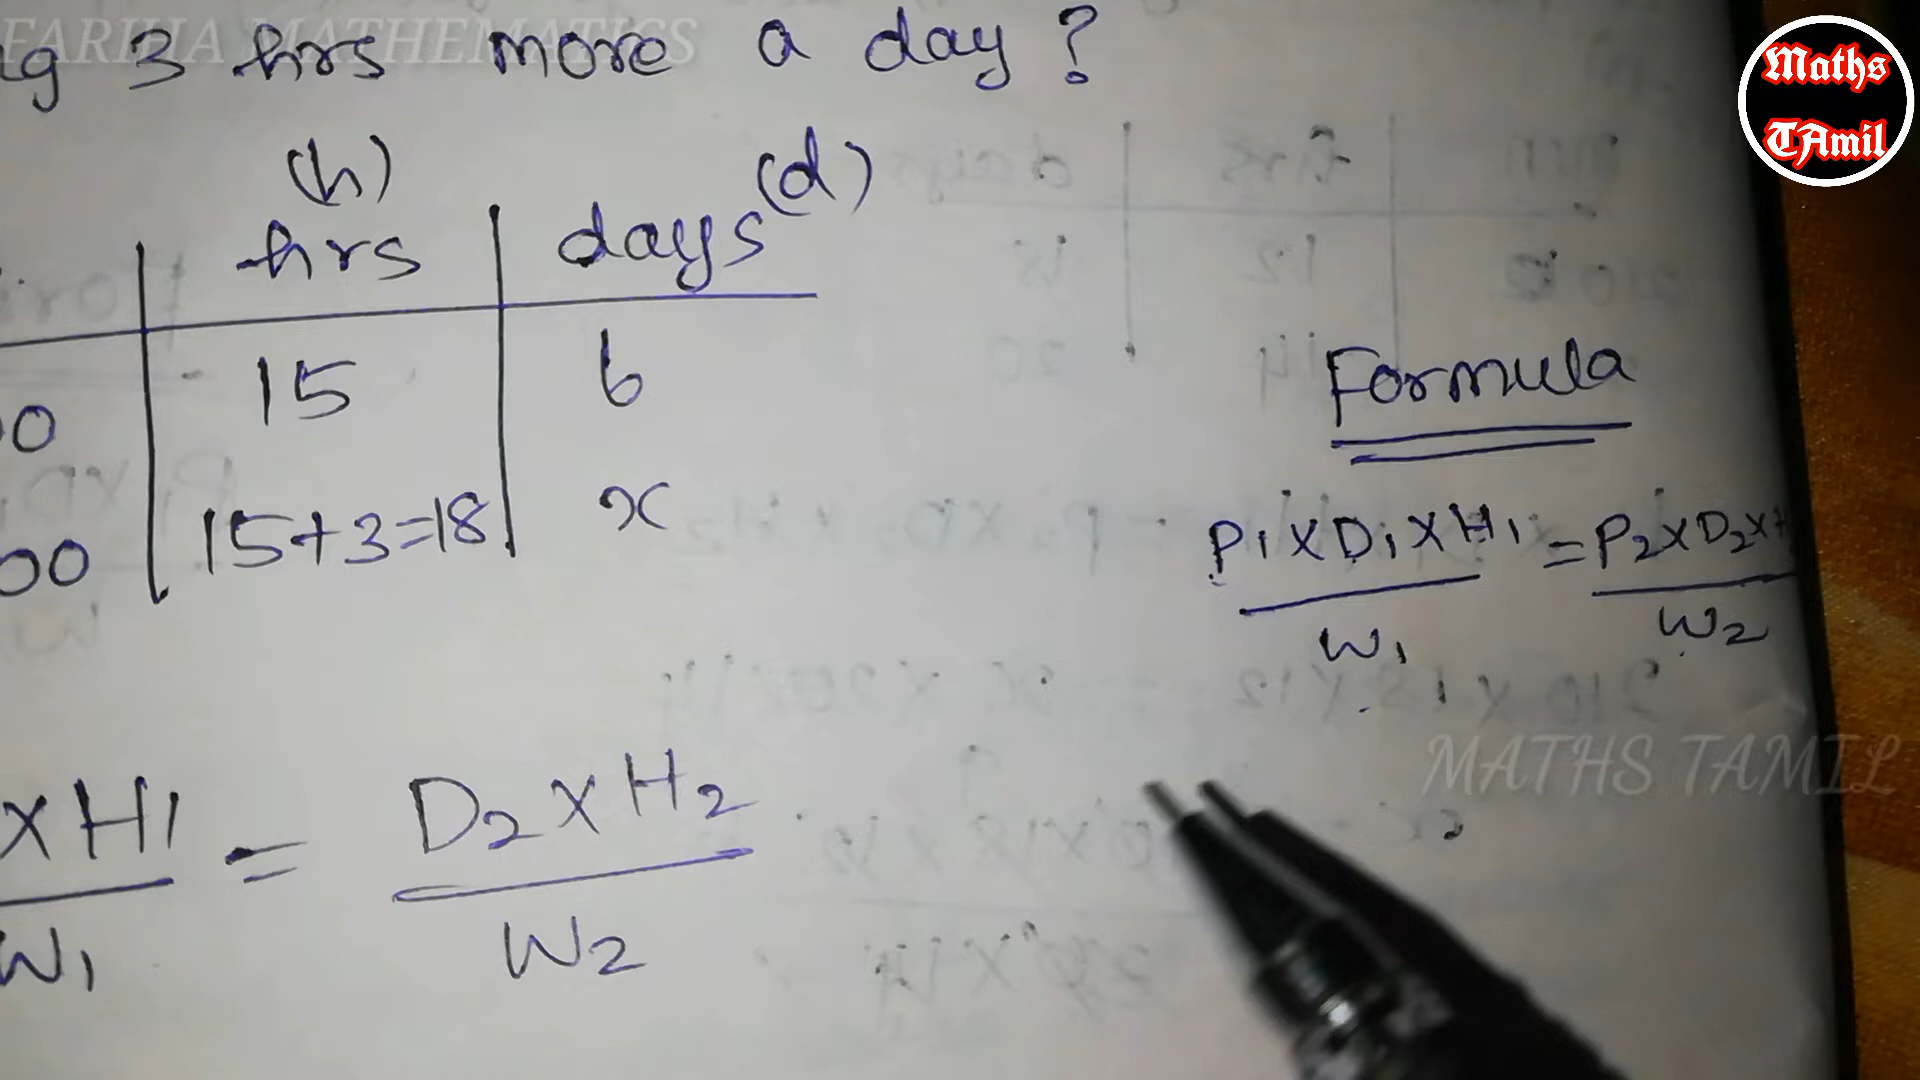 FARIHA MATHEMATICS
3 hrs more a day?
Maths
TAmil
(h) (d)
hrs days
15 6
15+3=18 x
00
Formula
P1 X D1 X H1 = P2 X D2 X
W1 W2
MATHS TAMIL
X H1 = D2 X H2
W1 W2